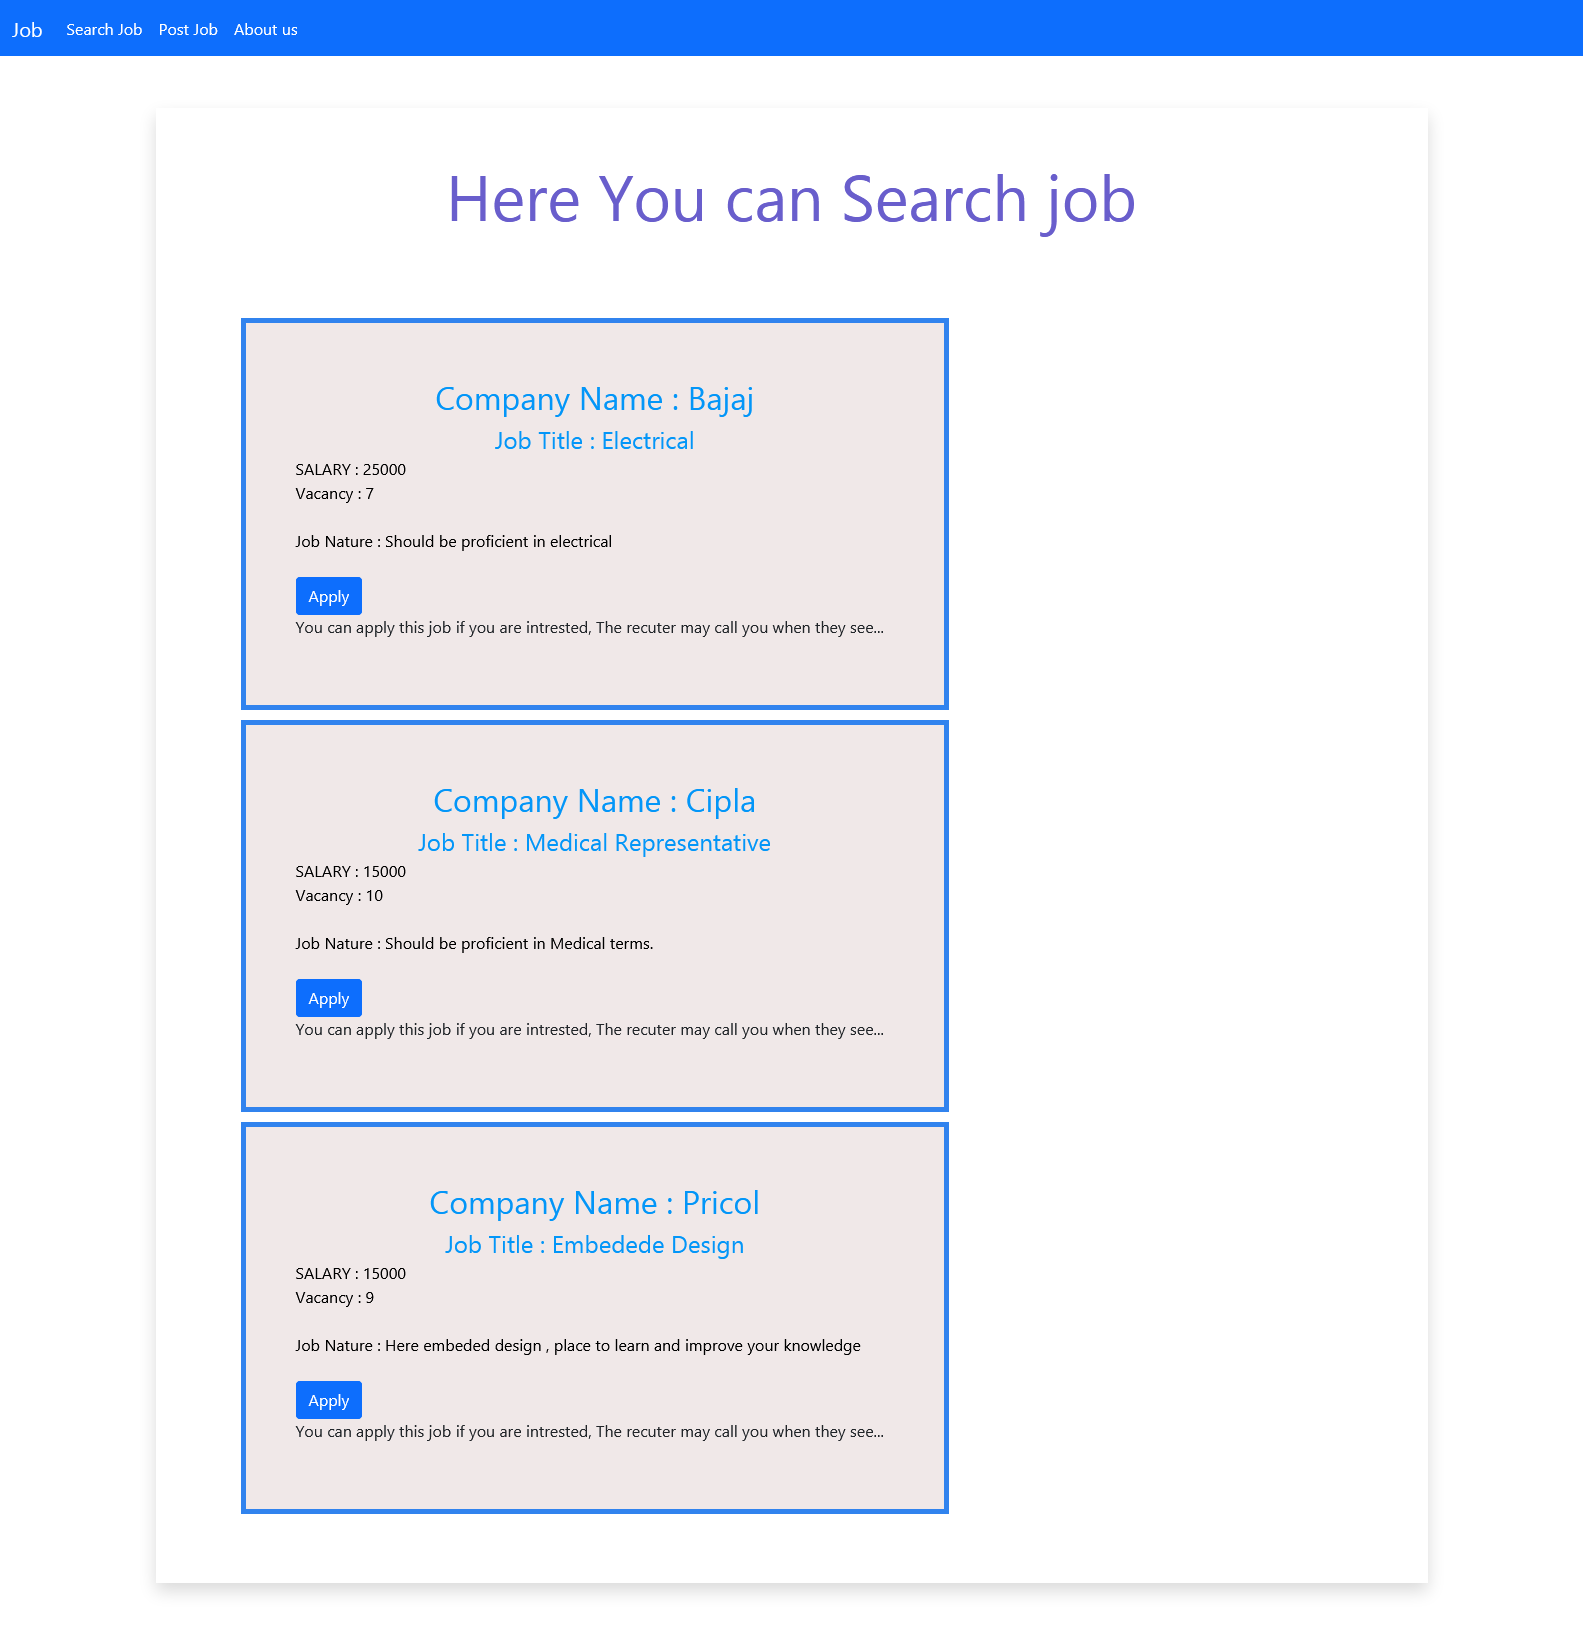 Job Search Job Post Job About us
Here You can Search job
Company Name : Bajaj
Job Title : Electrical
SALARY : 25000
Vacancy : 7
Job Nature : Should be proficient in electrical
Apply
You can apply this job if you are intrested, The recuter may call you when they see...
Company Name : Cipla
Job Title : Medical Representative
SALARY : 15000
Vacancy : 10
Job Nature : Should be proficient in Medical terms.
Apply
You can apply this job if you are intrested, The recuter may call you when they see...
Company Name : Pricol
Job Title : Embedede Design
SALARY : 15000
Vacancy : 9
Job Nature : Here embeded design , place to learn and improve your knowledge
Apply
You can apply this job if you are intrested, The recuter may call you when they see...